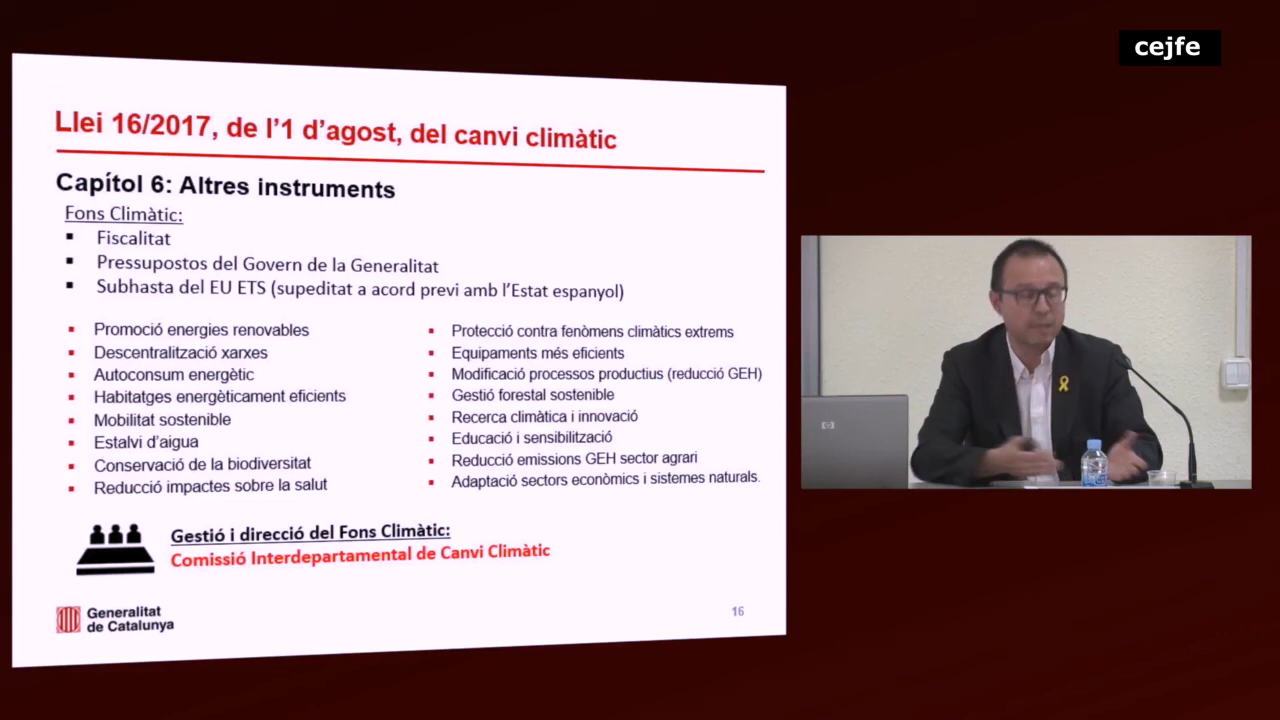 cejfe
Llei 16/2017, de l'1 d'agost, del canvi climàtic
Capítol 6: Altres instruments
Fons Climàtic:
▪ Fiscalitat
▪ Pressupostos del Govern de la Generalitat
▪ Subhasta del EU ETS (supeditat a acord previ amb l'Estat espanyol)
▪ Promoció energies renovables
▪ Descentralització xarxes
▪ Autoconsum energètic
▪ Habitatges energèticament eficients
▪ Mobilitat sostenible
▪ Estalvi d'aigua
▪ Conservació de la biodiversitat
▪ Reducció impactes sobre la salut
▪ Protecció contra fenòmens climàtics extrems
▪ Equipaments més eficients
▪ Modificació processos productius (reducció GEH)
▪ Gestió forestal sostenible
▪ Recerca climàtica i innovació
▪ Educació i sensibilització
▪ Reducció emissions GEH sector agrari
▪ Adaptació sectors econòmics i sistemes naturals.
Gestió i direcció del Fons Climàtic:
Comissió Interdepartamental de Canvi Climàtic
Generalitat
de Catalunya
16
hp